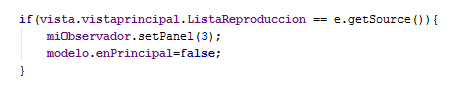 if(vista.vistaprincipal.ListaReproduccion == e.getSource()){
    miObservador.setPanel(3);
    modelo.enPrincipal=false;
}